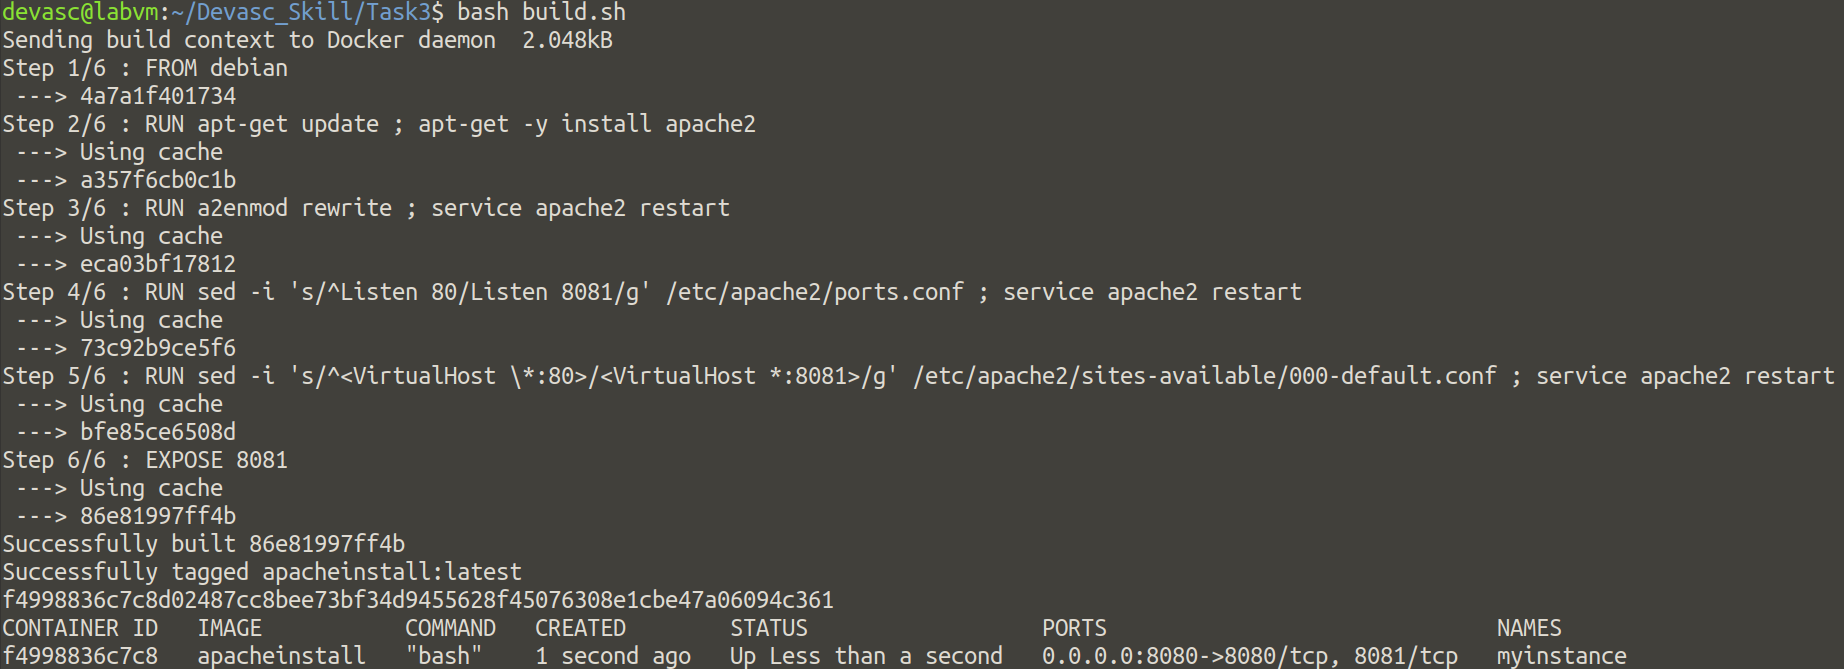 devasc@labvm:~/Devasc_Skill/Task3$ bash build.sh
Sending build context to Docker daemon  2.048kB
Step 1/6 : FROM debian
 ---> 4a7a1f401734
Step 2/6 : RUN apt-get update ; apt-get -y install apache2
 ---> Using cache
 ---> a357f6cb0c1b
Step 3/6 : RUN a2enmod rewrite ; service apache2 restart
 ---> Using cache
 ---> eca03bf17812
Step 4/6 : RUN sed -i 's/^Listen 80/Listen 8081/g' /etc/apache2/ports.conf ; service apache2 restart
 ---> Using cache
 ---> 73c92b9ce5f6
Step 5/6 : RUN sed -i 's/^<VirtualHost \*:80>/<VirtualHost *:8081>/g' /etc/apache2/sites-available/000-default.conf ; service apache2 restart
 ---> Using cache
 ---> bfe85ce6508d
Step 6/6 : EXPOSE 8081
 ---> Using cache
 ---> 86e81997ff4b
Successfully built 86e81997ff4b
Successfully tagged apacheinstall:latest
f4998836c7c8d02487cc8bee73bf34d9455628f45076308e1cbe47a06094c361
CONTAINER ID   IMAGE           COMMAND   CREATED        STATUS                  PORTS                              NAMES
f4998836c7c8   apacheinstall   "bash"    1 second ago   Up Less than a second   0.0.0.0:8080->8080/tcp, 8081/tcp   myinstance